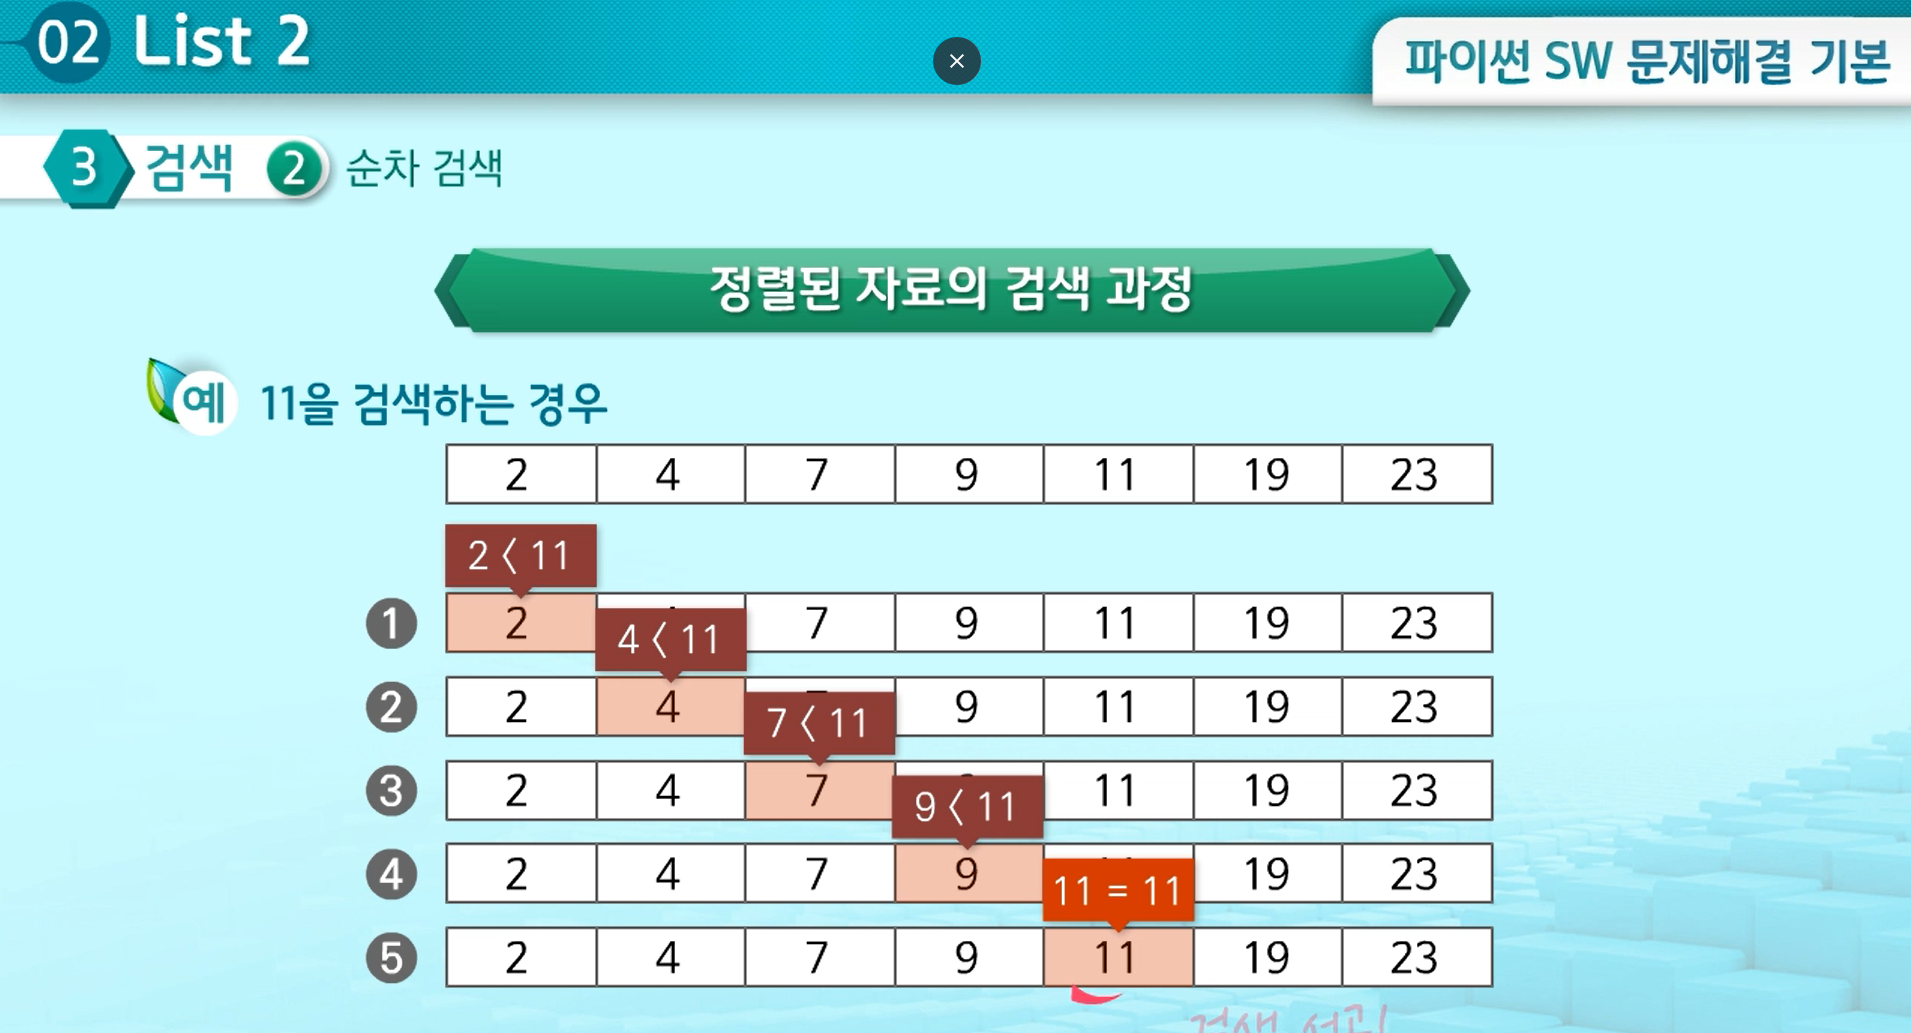 02 List 2
파이썬 SW 문제해결 기본
3 검색 2 순차 검색
정렬된 자료의 검색 과정
예 11을 검색하는 경우
2 4 7 9 11 19 23
2 < 11
1 2 7 9 11 19 23
4 < 11
2 2 4 9 11 19 23
7 < 11
3 2 4 7 11 19 23
9 < 11
4 2 4 7 9 19 23
11 = 11
5 2 4 7 9 11 19 23